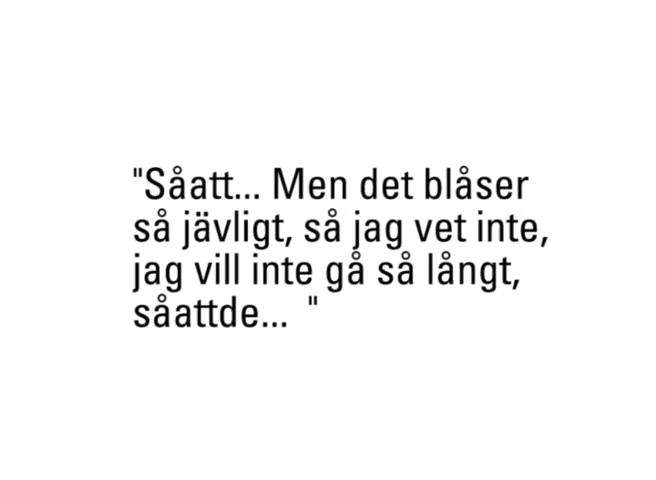 "Såatt... Men det blåser
så jävligt, så jag vet inte,
jag vill inte gå så långt,
såattde...  "